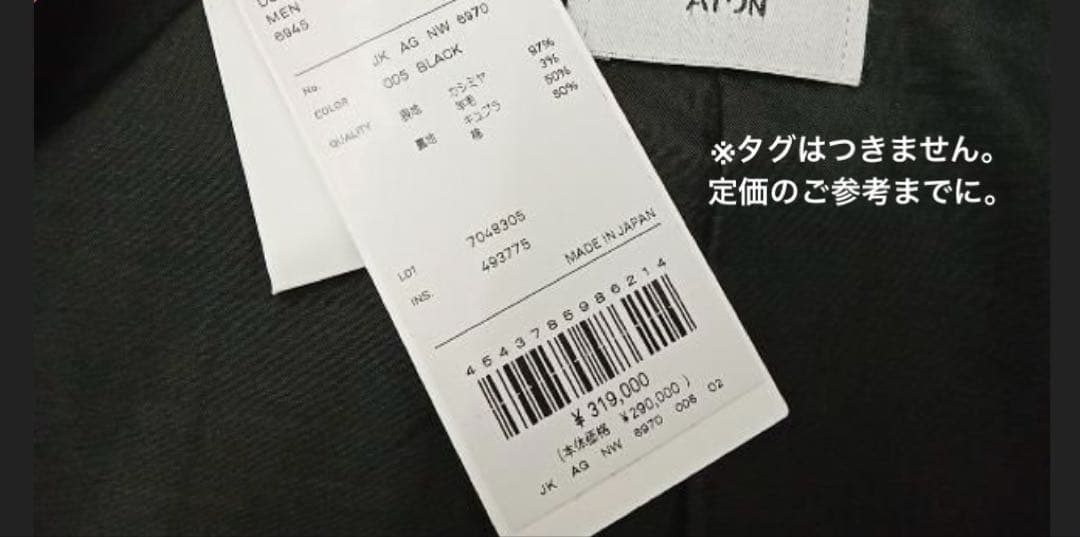 MEN
6945
No. JK AG NW 6970
COLOR 005 BLACK
QUALITY 表地 カシミヤ 97%
羊毛 3%
裏地 キュプラ 50%
綿 50%
LOT 7048305
INS. 493775
MADE IN JAPAN
4543785986214
¥319,000
(本体価格 ¥290,000)
JK AG NW 6970 005 02
※タグはつきません。
定価のご参考までに。